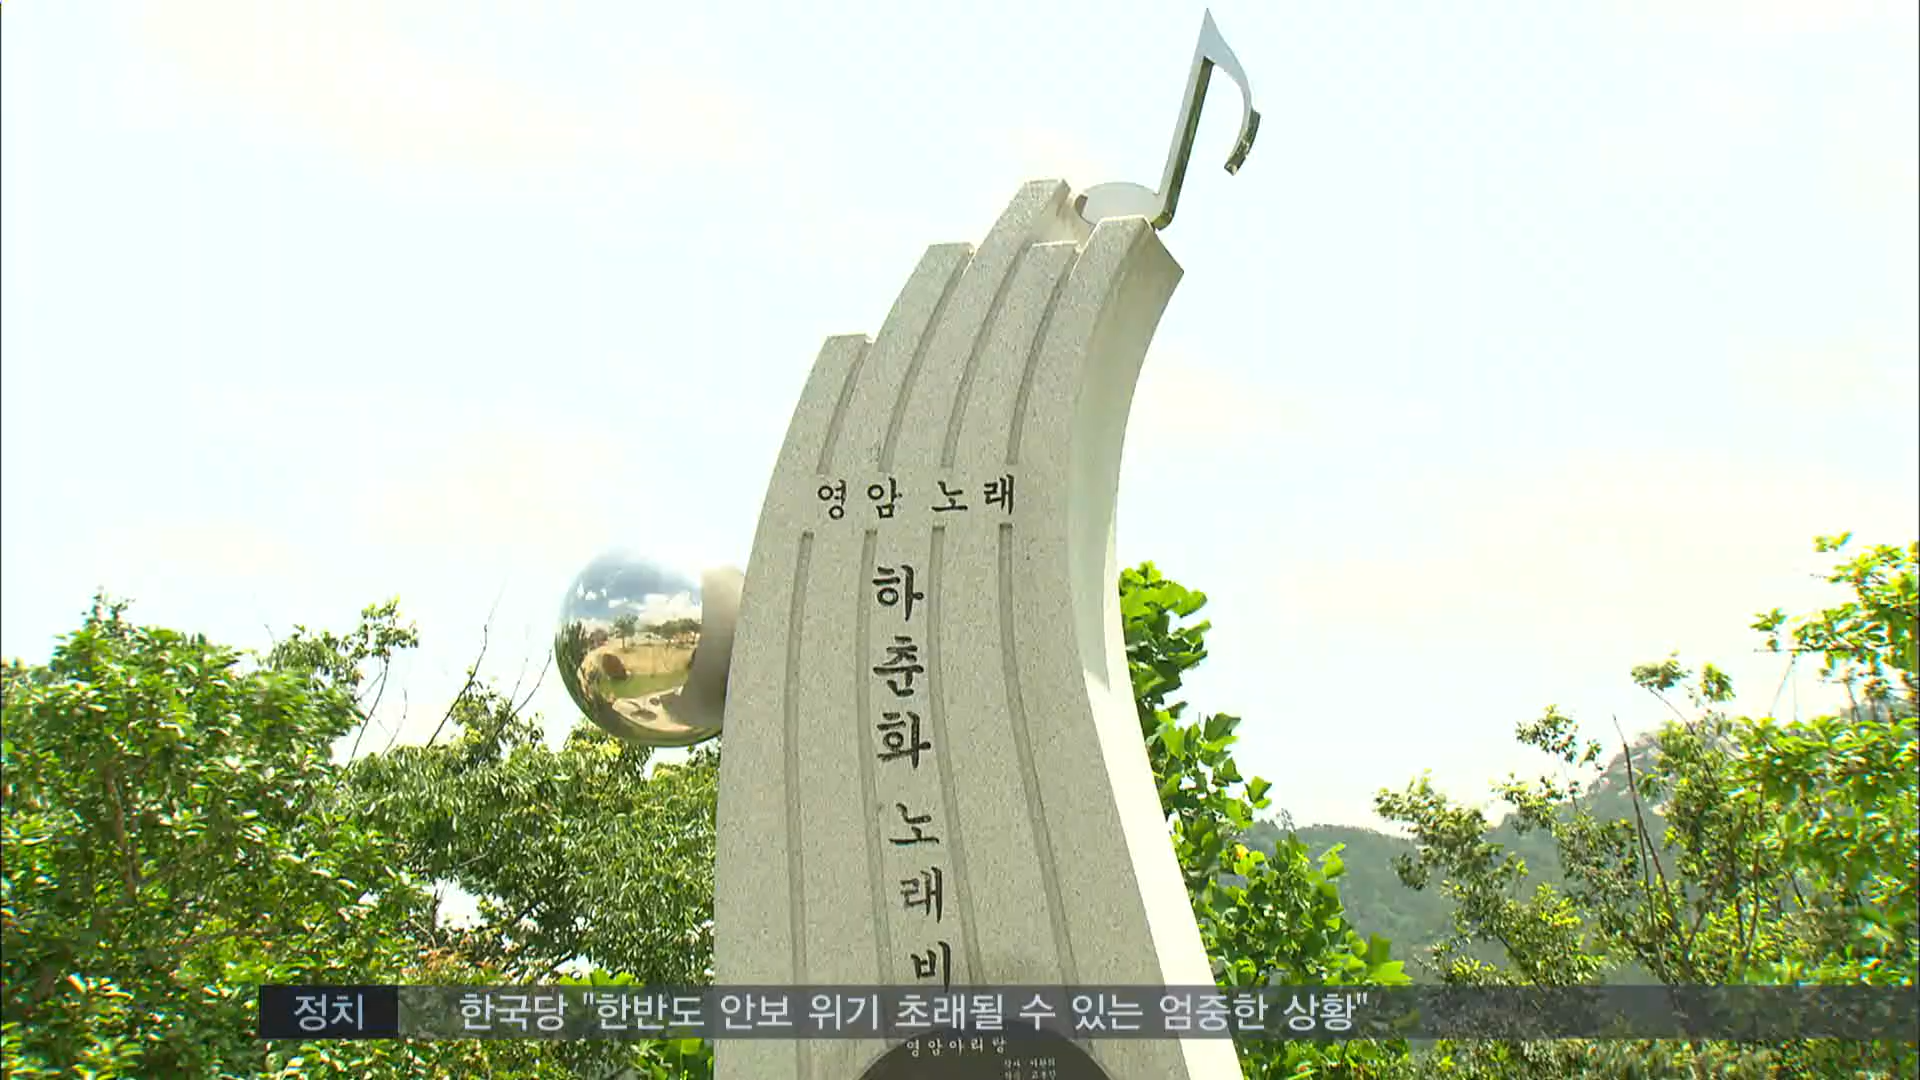 영암 노래
하춘화 노래비
정치 한국당 "한반도 안보 위기 초래될 수 있는 엄중한 상황"
영암아리랑